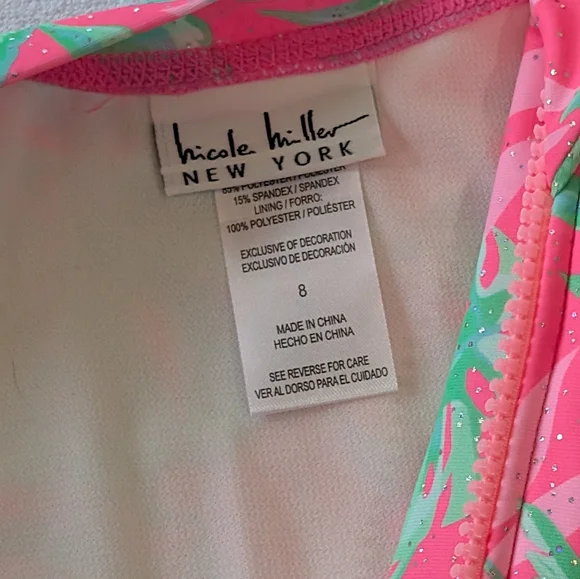 nicole miller
NEW YORK
85% POLYESTER / POLIÉSTER
15% SPANDEX / SPANDEX
LINING / FORRO:
100% POLYESTER / POLIÉSTER
EXCLUSIVE OF DECORATION
EXCLUSIVO DE DECORACIÓN
8
MADE IN CHINA
HECHO EN CHINA
SEE REVERSE FOR CARE
VER AL DORSO PARA EL CUIDADO